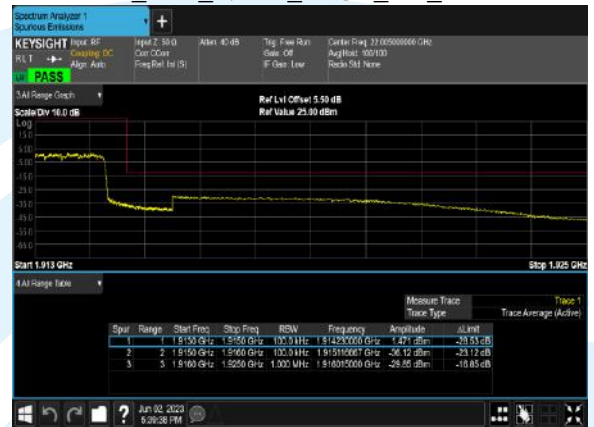 Spectrum Analyzer 1
Spurious Emissions
+
KEYSIGHT Input: RF
RLT Coupling: DC
Align: Auto
Input Z: 50 Ω
Corr CCorr
Freq Ref: Int (S)
Atten: 40 dB
Trig: Free Run
Gate: Off
IF Gain: Low
Center Freq: 22.005000000 GHz
Avg|Hold: 100/100
Radio Std: None
PASS
3.All Range Graph
Scale/Div 10.0 dB
Ref Lvl Offset 5.50 dB
Ref Value 25.00 dBm
Log
15.0
5.00
-5.00
-15.0
-25.0
-35.0
-45.0
-55.0
-65.0
Start 1.913 GHz
Stop 1.925 GHz
4.All Range Table
Measure Trace Trace 1
Trace Type Trace Average (Active)
Spur Range Start Freq Stop Freq RBW Frequency Amplitude ΔLimit
1 1 1.9130 GHz 1.9150 GHz 100.0 kHz 1.914230000 GHz 1.471 dBm -28.53 dB
2 2 1.9150 GHz 1.9160 GHz 100.0 kHz 1.915116667 GHz -36.12 dBm -23.12 dB
3 3 1.9160 GHz 1.9250 GHz 1.000 MHz 1.916015000 GHz -29.85 dBm -16.85 dB
?
Jun 02, 2023
5:39:38 PM